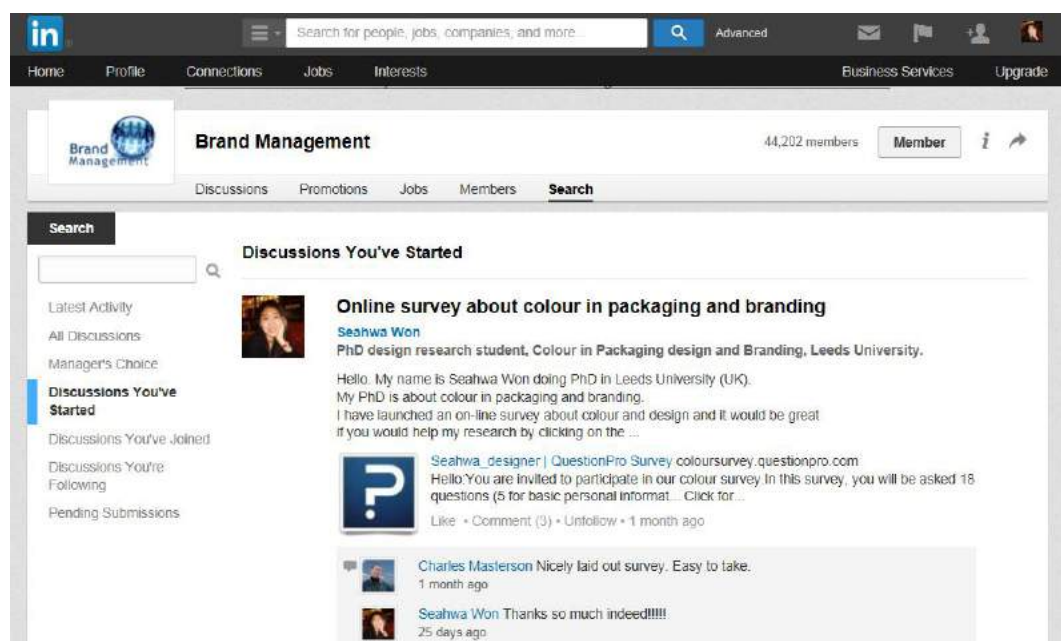 in
Search for people, jobs, companies, and more...
Advanced
Home Profile Connections Jobs Interests Business Services Upgrade
Brand
Management
Brand Management
44,202 members
Member
i
Discussions Promotions Jobs Members Search
Search
Latest Activity
All Discussions
Manager's Choice
Discussions You've
Started
Discussions You've Joined
Discussions You're
Following
Pending Submissions
Discussions You've Started
Online survey about colour in packaging and branding
Seahwa Won
PhD design research student, Colour in Packaging design and Branding, Leeds University.
Hello. My name is Seahwa Won doing PhD in Leeds University (UK).
My PhD is about colour in packaging and branding.
I have launched an on-line survey about colour and design and it would be great
if you would help my research by clicking on the ...
Seahwa_designer | QuestionPro Survey coloursurvey.questionpro.com
Hello:You are invited to participate in our colour survey.In this survey, you will be asked 18
questions (5 for basic personal informat... Click for...
?
Like • Comment (3) • Unfollow • 1 month ago
Charles Masterson Nicely laid out survey. Easy to take.
1 month ago
Seahwa Won Thanks so much indeed!!!!!
25 days ago